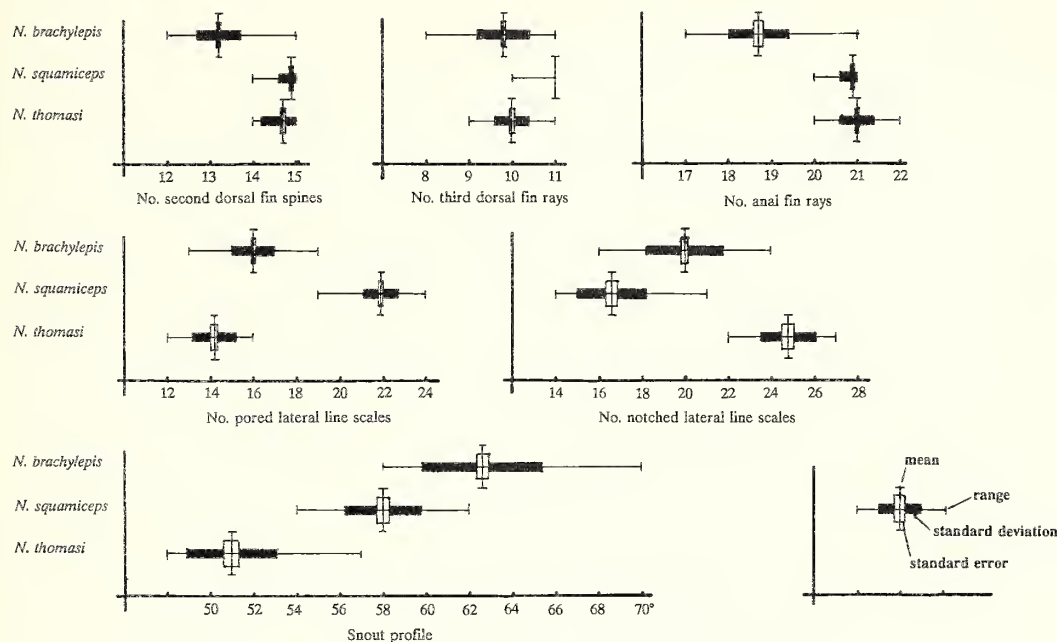 N. brachylepis
N. squamiceps
N. thomasi
12 13 14 15
No. second dorsal fin spines
8 9 10 11
No. third dorsal fin rays
17 18 19 20 21 22
No. anal fin rays
N. brachylepis
N. squamiceps
N. thomasi
12 14 16 18 20 22 24
No. pored lateral line scales
14 16 18 20 22 24 26 28
No. notched lateral line scales
N. brachylepis
N. squamiceps
N. thomasi
50 52 54 56 58 60 62 64 66 68 70°
Snout profile
mean
range
standard deviation
standard error